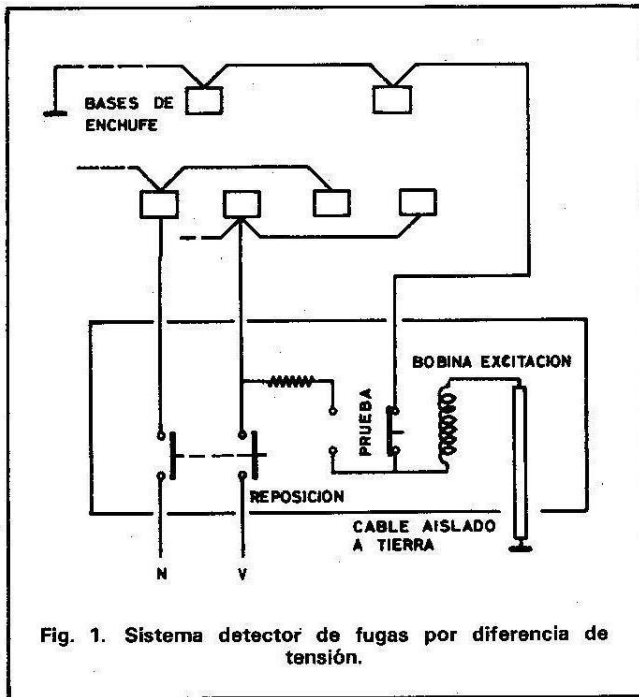 BASES DE
ENCHUFE
BOBINA EXCITACION
PRUEBA
REPOSICION
CABLE AISLADO
A TIERRA
N
V
Fig. 1. Sistema detector de fugas por diferencia de
tensión.